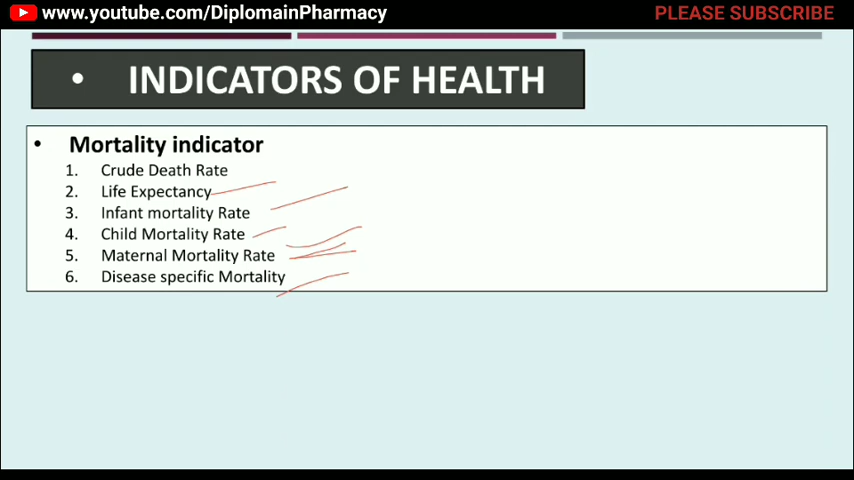 www.youtube.com/DiplomainPharmacy
PLEASE SUBSCRIBE
• INDICATORS OF HEALTH
• Mortality indicator
1. Crude Death Rate
2. Life Expectancy
3. Infant mortality Rate
4. Child Mortality Rate
5. Maternal Mortality Rate
6. Disease specific Mortality